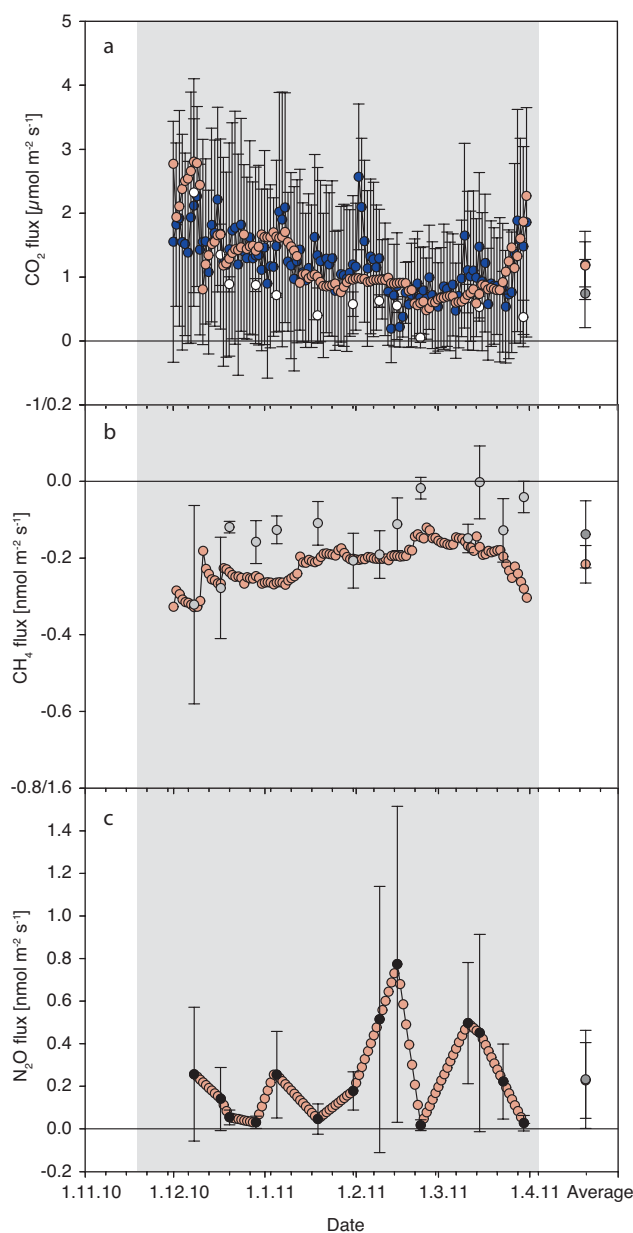 a
5
4
3
2
1
0
-1/0.2
CO₂ flux [µmol m⁻² s⁻¹]
b
0.0
-0.2
-0.4
-0.6
-0.8/1.6
CH₄ flux [nmol m⁻² s⁻¹]
c
1.4
1.2
1.0
0.8
0.6
0.4
0.2
0.0
-0.2
N₂O flux [nmol m⁻² s⁻¹]
1.11.10 1.12.10 1.1.11 1.2.11 1.3.11 1.4.11 Average
Date